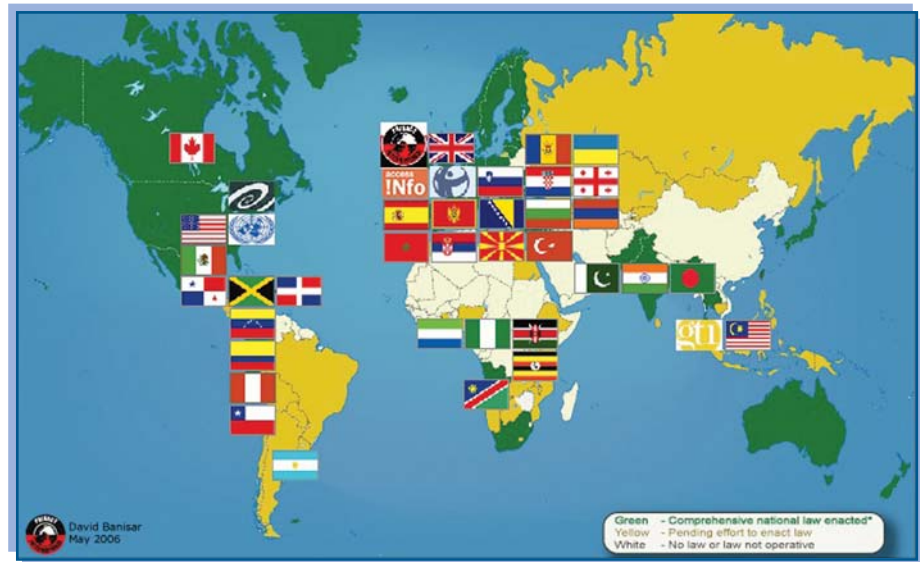 access
!Nfo
gti
David Banisar
May 2006
Green - Comprehensive national law enacted*
Yellow - Pending effort to enact law
White - No law or law not operative